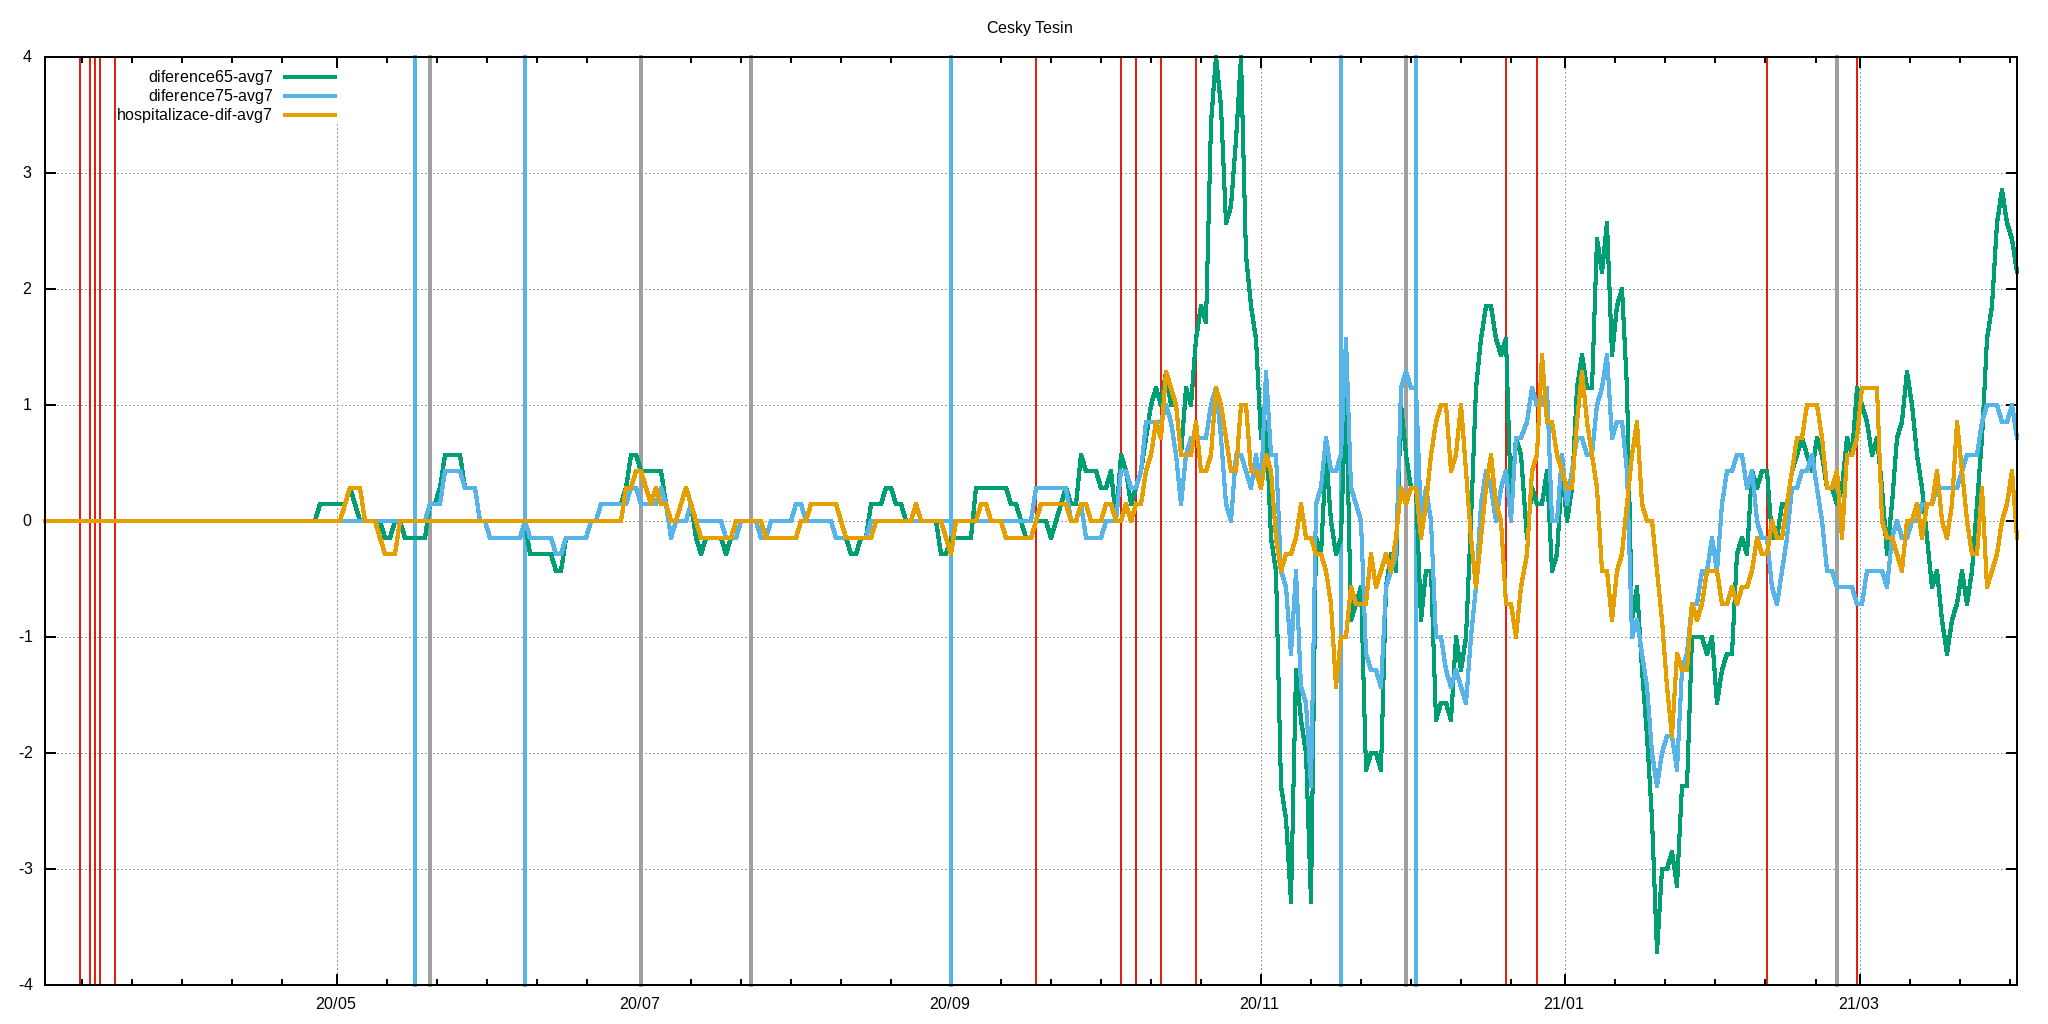 Cesky Tesin
diference65-avg7
diference75-avg7
hospitalizace-dif-avg7
4
3
2
1
0
-1
-2
-3
-4
20/05 20/07 20/09 20/11 21/01 21/03